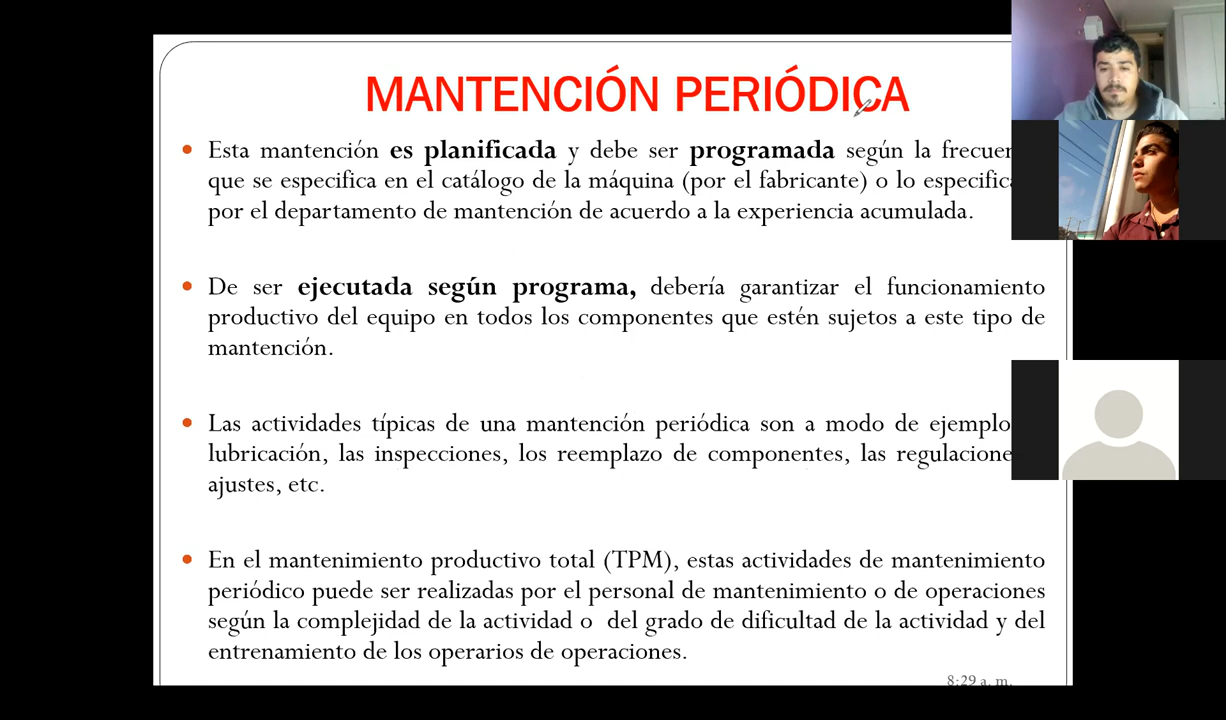 MANTENCIÓN PERIÓDICA
Esta mantención es planificada y debe ser programada según la
que se especifica en el catálogo de la máquina (por el fabricante) o lo
por el departamento de mantención de acuerdo a la experiencia acumulada.
De ser ejecutada según programa, debería garantizar el funcionamiento
productivo del equipo en todos los componentes que estén sujetos a este tipo de
mantención.
Las actividades típicas de una mantención periódica son a modo de ejemplo
lubricación, las inspecciones, los reemplazo de componentes, las
ajustes, etc.
En el mantenimiento productivo total (TPM), estas actividades de mantenimiento
periódico puede ser realizadas por el personal de mantenimiento o de operaciones
según la complejidad de la actividad o del grado de dificultad de la actividad y del
entrenamiento de los operarios de operaciones.
8:29 a. m.